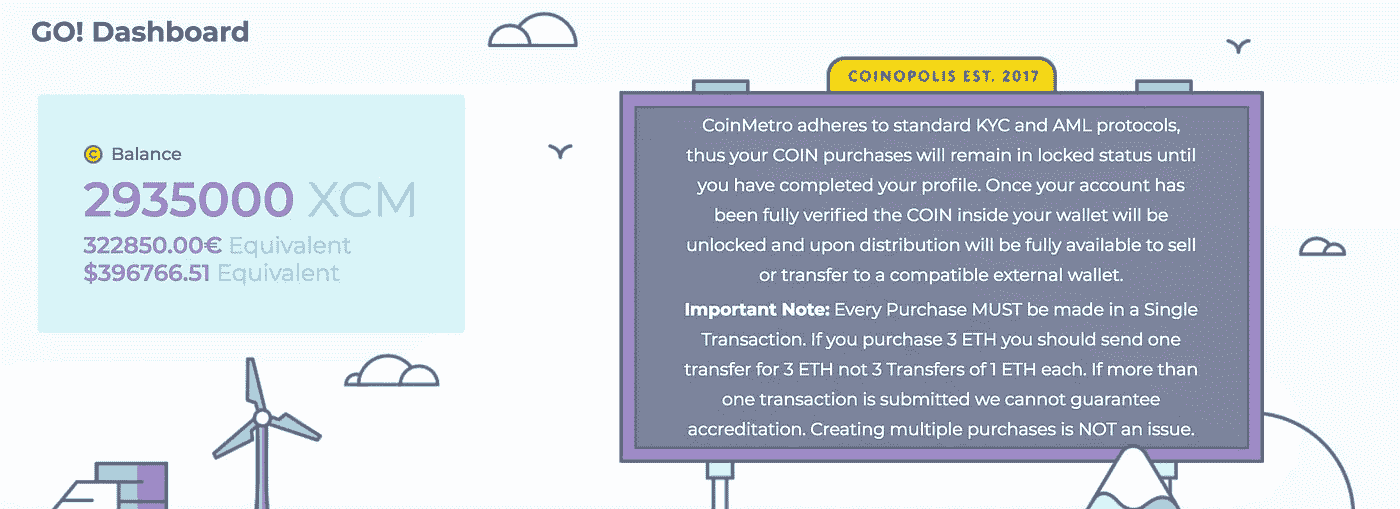 GO! Dashboard
Balance
2935000 XCM
322850.00€ Equivalent
$396766.51 Equivalent
COINOPOLIS EST. 2017
CoinMetro adheres to standard KYC and AML protocols,
thus your COIN purchases will remain in locked status until
you have completed your profile. Once your account has
been fully verified the COIN inside your wallet will be
unlocked and upon distribution will be fully available to sell
or transfer to a compatible external wallet.
Important Note: Every Purchase MUST be made in a Single
Transaction. If you purchase 3 ETH you should send one
transfer for 3 ETH not 3 Transfers of 1 ETH each. If more than
one transaction is submitted we cannot guarantee
accreditation. Creating multiple purchases is NOT an issue.